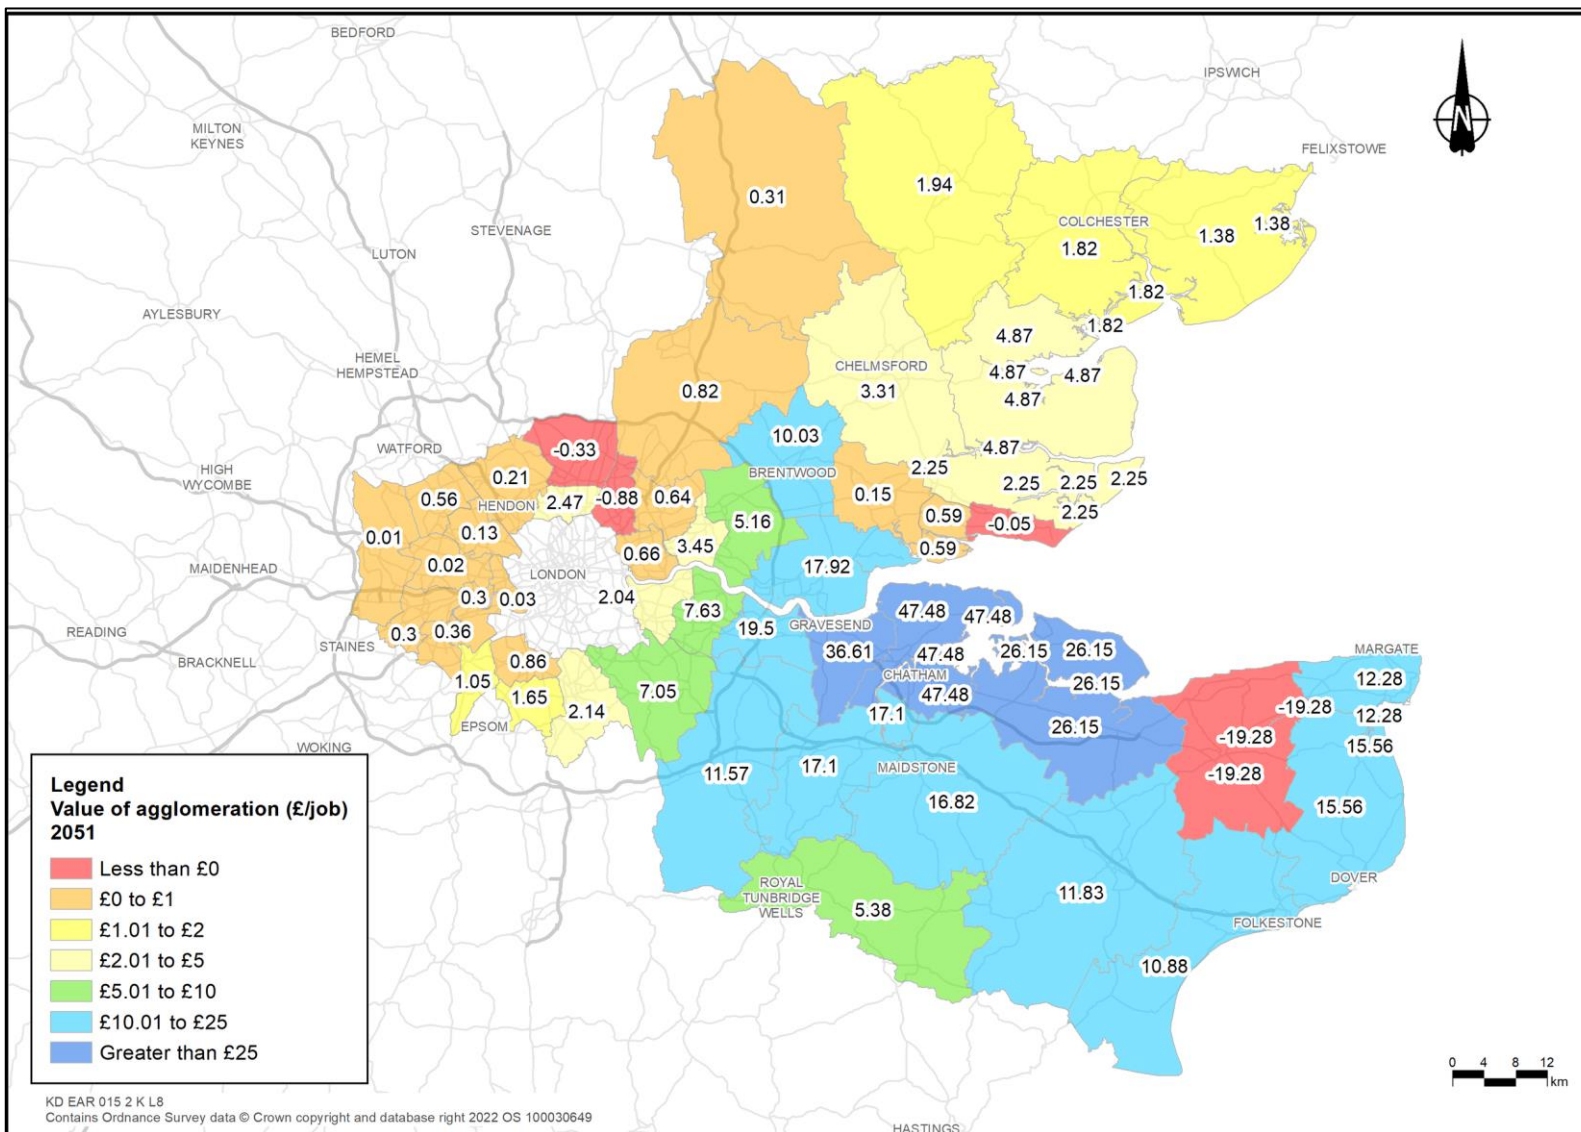 BEDFORD
IPSWICH
N
MILTON
KEYNES
FELIXSTOWE
0.31
1.94
STEVENAGE
COLCHESTER
1.38
1.38
1.82
LUTON
1.82
AYLESBURY
1.82
4.87
HEMEL
HEMPSTEAD
CHELMSFORD
4.87
4.87
0.82
3.31
4.87
10.03
WATFORD
-0.33
4.87
HIGH
WYCOMBE
0.21
BRENTWOOD
2.25
0.56
HENDON
2.47
-0.88
0.64
0.15
2.25
2.25
2.25
2.25
0.01
0.13
5.16
0.59
-0.05
MAIDENHEAD
0.02
0.66
3.45
0.59
LONDON
17.92
0.3
0.03
2.04
7.63
47.48
47.48
READING
0.3
0.36
19.5
GRAVESEND
STAINES
36.61
47.48
26.15
26.15
MARGATE
BRACKNELL
0.86
CHATHAM
12.28
1.05
1.65
7.05
47.48
26.15
2.14
17.1
-19.28
12.28
EPSOM
26.15
-19.28
15.56
WOKING
11.57
17.1
MAIDSTONE
-19.28
16.82
15.56
ROYAL
TUNBRIDGE
WELLS
5.38
11.83
DOVER
FOLKESTONE
10.88
HASTINGS
Legend
Value of agglomeration (£/job)
2051
Less than £0
£0 to £1
£1.01 to £2
£2.01 to £5
£5.01 to £10
£10.01 to £25
Greater than £25
0 4 8 12
km
KD EAR 015 2 K L8
Contains Ordnance Survey data © Crown copyright and database right 2022 OS 100030649